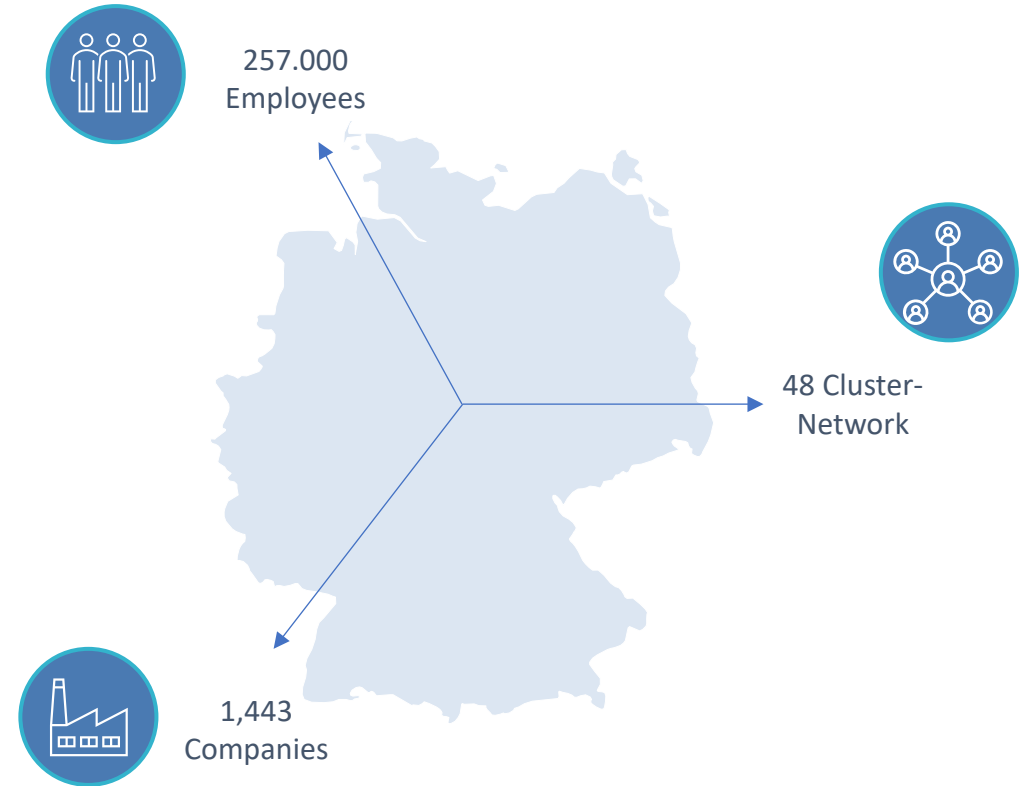 257.000
Employees
48 Cluster-
Network
1,443
Companies